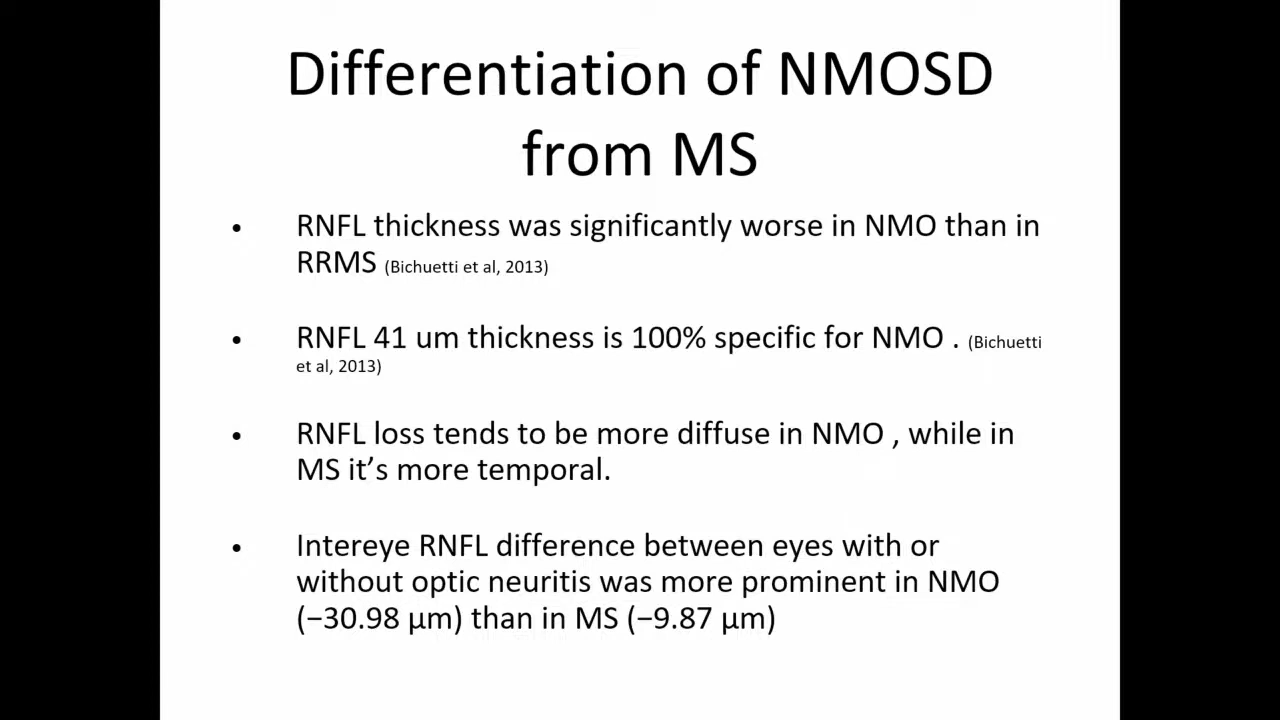 Differentiation of NMOSD
from MS
• RNFL thickness was significantly worse in NMO than in
RRMS (Bichuetti et al, 2013)
• RNFL 41 um thickness is 100% specific for NMO . (Bichuetti
et al, 2013)
• RNFL loss tends to be more diffuse in NMO , while in
MS it’s more temporal.
• Intereye RNFL difference between eyes with or
without optic neuritis was more prominent in NMO
(−30.98 μm) than in MS (−9.87 μm)